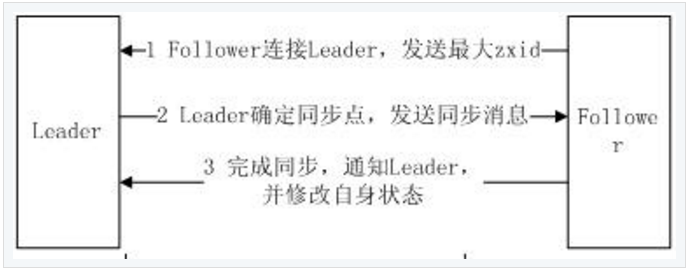 1 Follower连接Leader，发送最大zxid
Leader
2 Leader确定同步点，发送同步消息
Followe
r
3 完成同步，通知Leader，
并修改自身状态